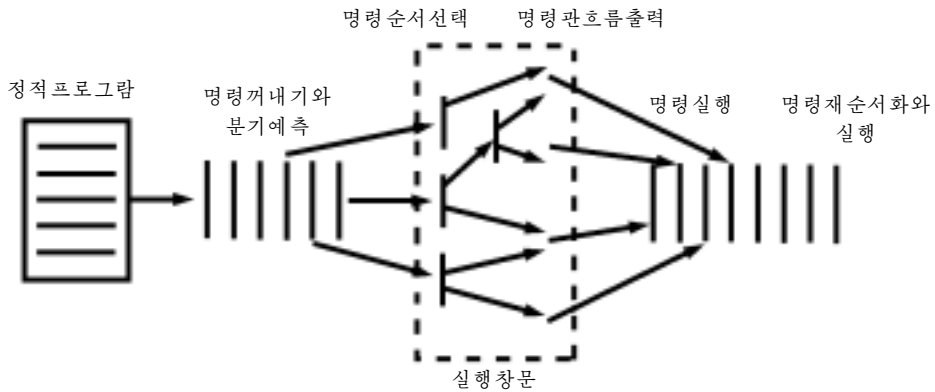 명령순서선택
명령관흐름출력
정적프로그람
명령꺼내기와
분기예측
명령실행
명령재순서화와
실행
실행창문